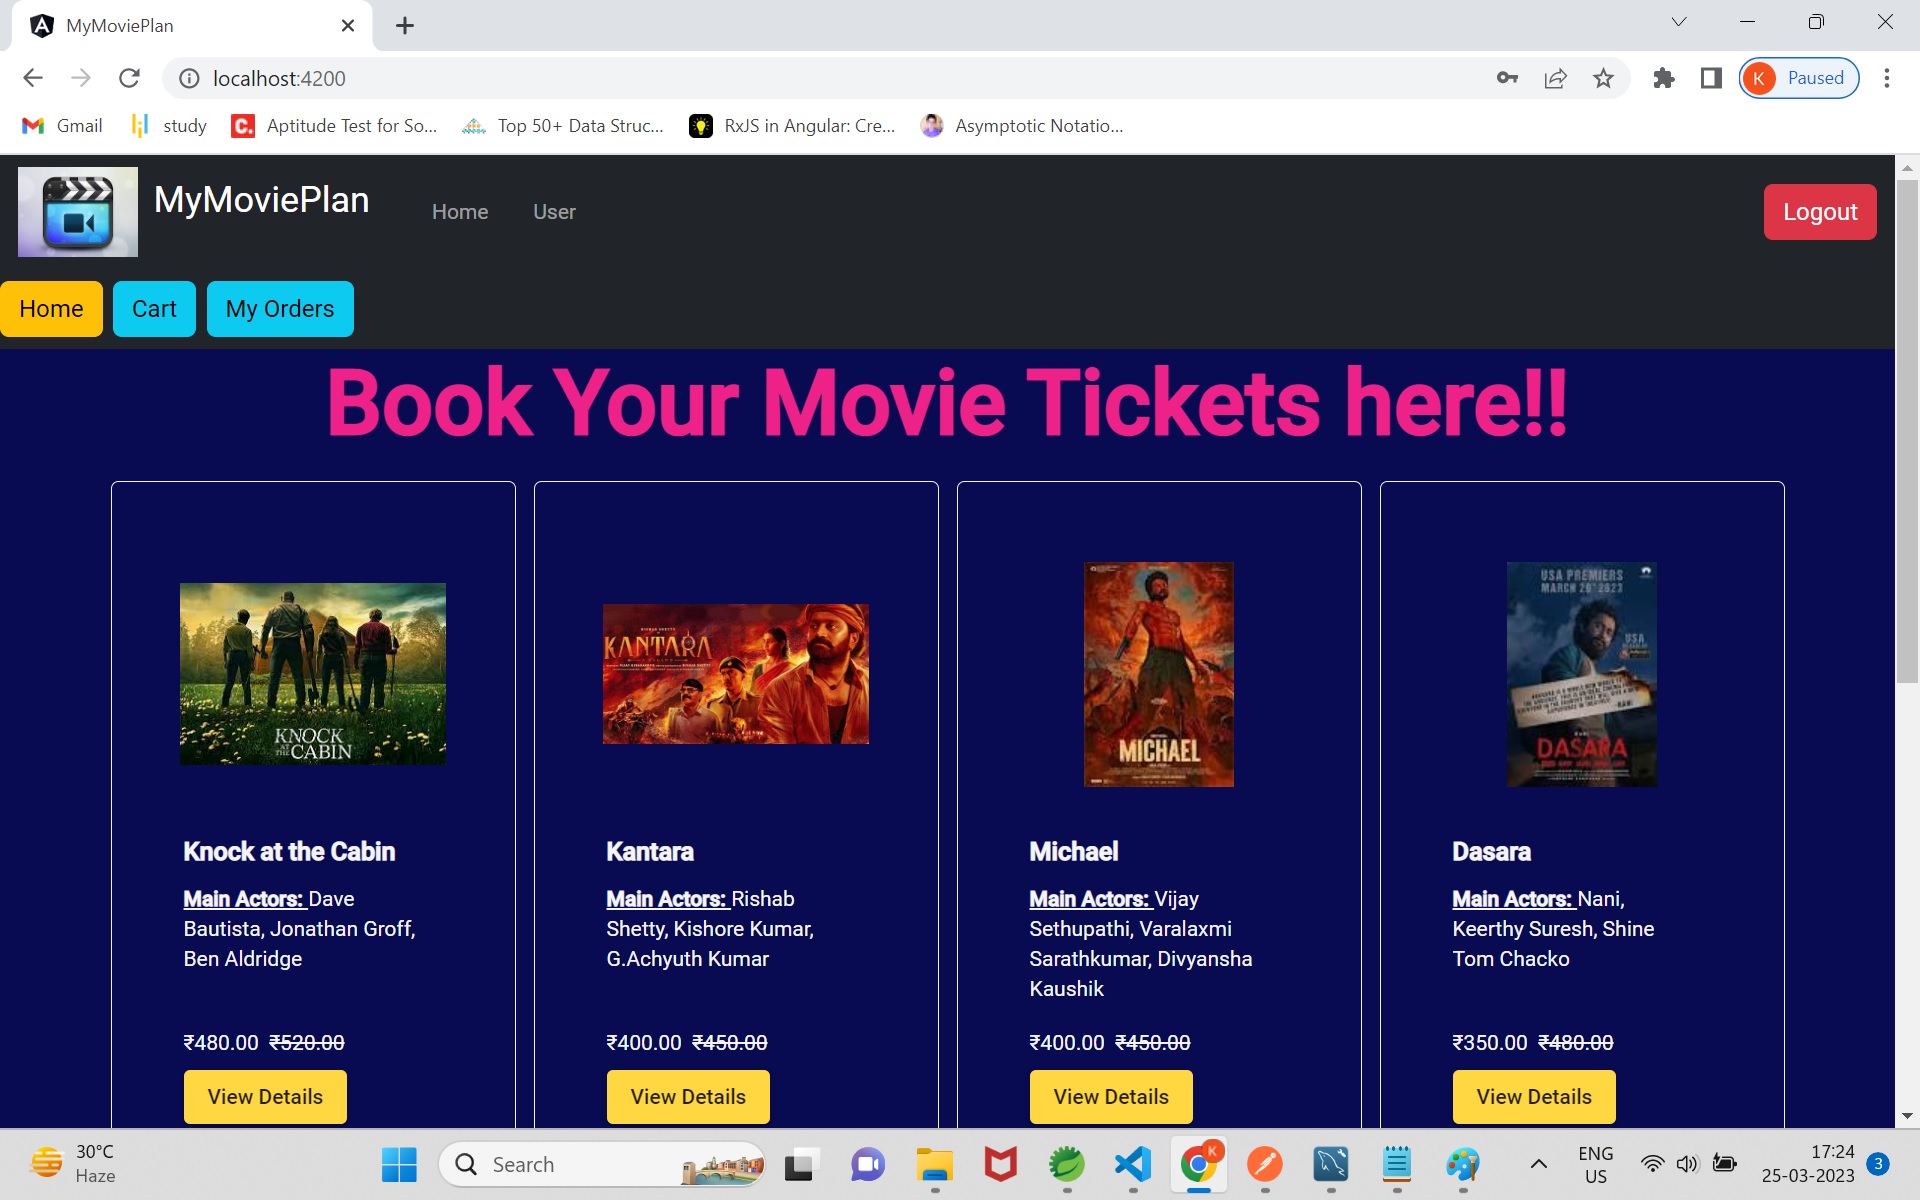 MyMoviePlan
localhost:4200
K Paused
Gmail study C. Aptitude Test for So... Top 50+ Data Struc... RxJS in Angular: Cre... Asymptotic Notatio...
MyMoviePlan Home User Logout
Home Cart My Orders
Book Your Movie Tickets here!!
KNOCK
AT THE CABIN
KANTARA
MICHAEL
USA PREMIERS
MARCH 29TH 2023
USA
DASARA
Knock at the Cabin
Main Actors: Dave
Bautista, Jonathan Groff,
Ben Aldridge
₹480.00 ₹520.00
View Details
Kantara
Main Actors: Rishab
Shetty, Kishore Kumar,
G.Achyuth Kumar
₹400.00 ₹450.00
View Details
Michael
Main Actors: Vijay
Sethupathi, Varalaxmi
Sarathkumar, Divyansha
Kaushik
₹400.00 ₹450.00
View Details
Dasara
Main Actors: Nani,
Keerthy Suresh, Shine
Tom Chacko
₹350.00 ₹480.00
View Details
30°C
Haze
Search
K
ENG
US
17:24
25-03-2023
3